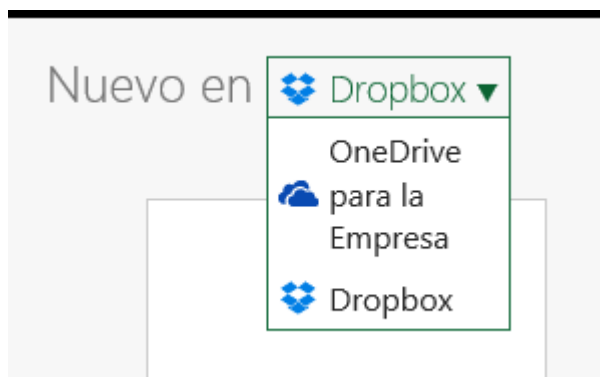 Nuevo en Dropbox ▼
OneDrive
para la
Empresa
Dropbox